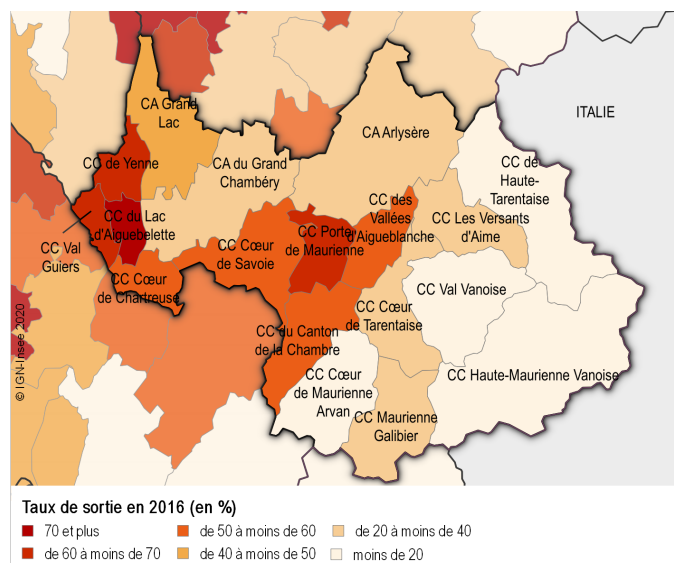 CA Grand
Lac
ITALIE
CA Arlysère
CC de Yenne
CA du Grand
Chambéry
CC de
Haute-
Tarentaise
CC des
Vallées
d'Aigueblanche
CC du Lac
d'Aiguebelette
CC Les Versants
d'Aime
CC Porte
de Maurienne
CC Val
Guiers
CC Cœur
de Savoie
CC Cœur
de Chartreuse
CC Val Vanoise
CC Cœur
de Tarentaise
CC du Canton
de la Chambre
CC Cœur
de Maurienne
Arvan
CC Haute-Maurienne Vanoise
CC Maurienne
Galibier
© IGN-Insee 2020
Taux de sortie en 2016 (en %)
70 et plus
de 50 à moins de 60
de 20 à moins de 40
de 60 à moins de 70
de 40 à moins de 50
moins de 20